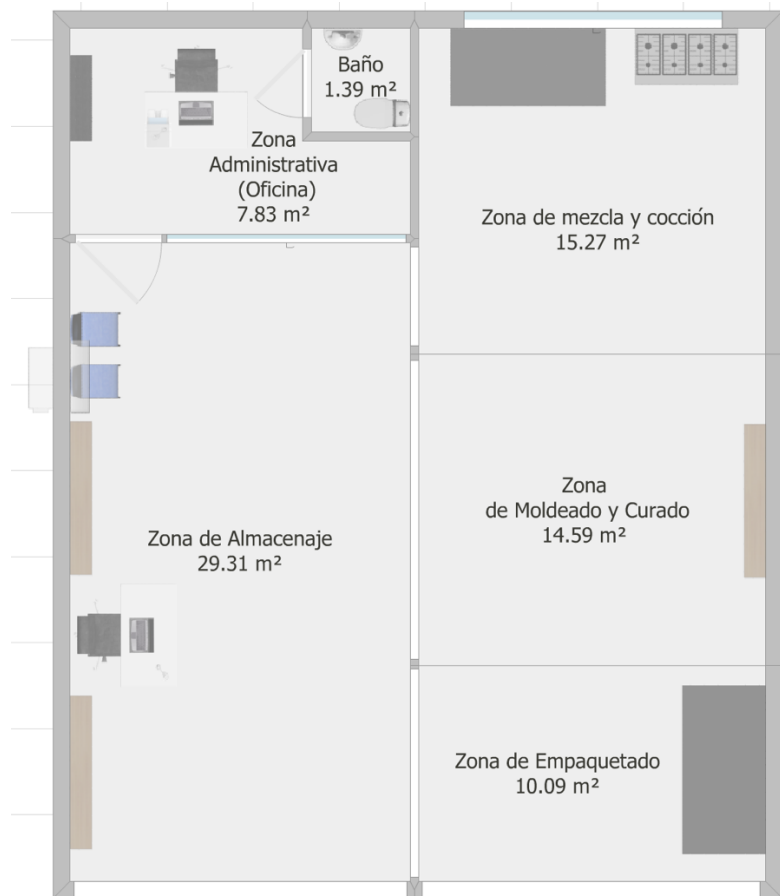 Baño
1.39 m²
Zona
Administrativa
(Oficina)
7.83 m²
Zona de mezcla y cocción
15.27 m²
Zona
de Moldeado y Curado
14.59 m²
Zona de Almacenaje
29.31 m²
Zona de Empaquetado
10.09 m²